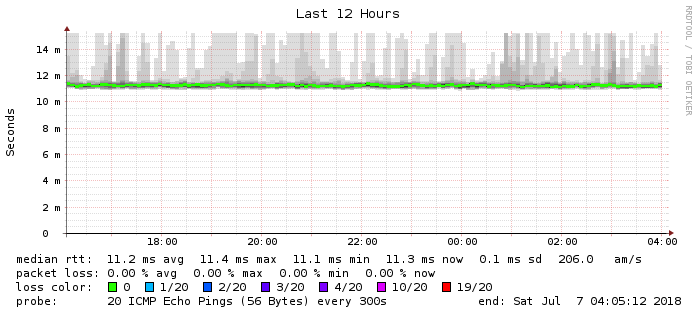 Last 12 Hours
RRDTOOL / TOBI OETIKER
Seconds
14 m
12 m
10 m
8 m
6 m
4 m
2 m
0
18:00 20:00 22:00 00:00 02:00 04:00
median rtt: 11.2 ms avg 11.4 ms max 11.1 ms min 11.3 ms now 0.1 ms sd 206.0 am/s
packet loss: 0.00 % avg 0.00 % max 0.00 % min 0.00 % now
loss color: 0 1/20 2/20 3/20 4/20 10/20 19/20
probe: 20 ICMP Echo Pings (56 Bytes) every 300s end: Sat Jul 7 04:05:12 2018